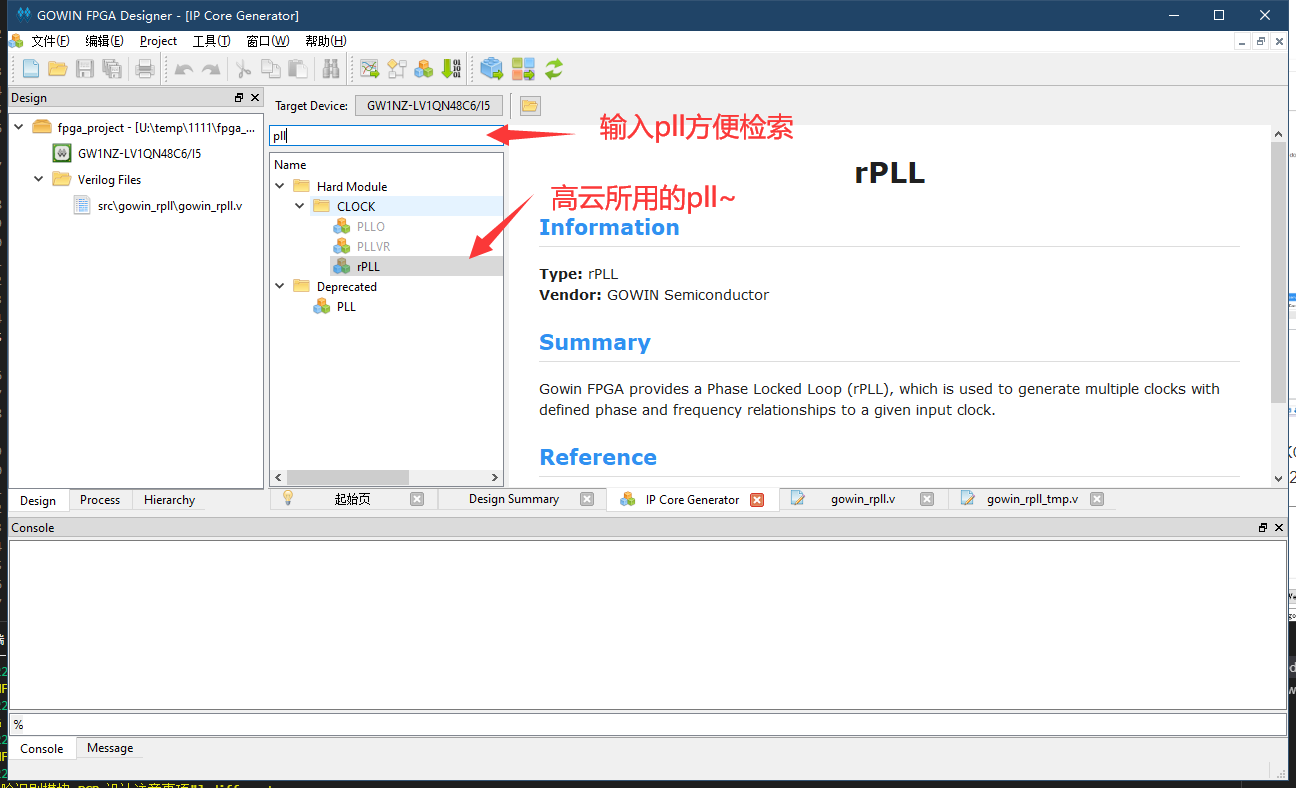 GOWIN FPGA Designer - [IP Core Generator]
文件(F) 编辑(E) Project 工具(T) 窗口(W) 帮助(H)
Design
Target Device: GW1NZ-LV1QN48C6/I5
fpga_project - [U:\temp\1111\fpga_...
GW1NZ-LV1QN48C6/I5
Verilog Files
src\gowin_rpll\gowin_rpll.v
pll
输入pll方便检索
Name
Hard Module
CLOCK
PLLO
PLLVR
rPLL
Deprecated
PLL
高云所用的pll~
rPLL
Information
Type: rPLL
Vendor: GOWIN Semiconductor
Summary
Gowin FPGA provides a Phase Locked Loop (rPLL), which is used to generate multiple clocks with
defined phase and frequency relationships to a given input clock.
Reference
Design Process Hierarchy
起始页 Design Summary IP Core Generator gowin_rpll.v gowin_rpll_tmp.v
Console
%
Console Message